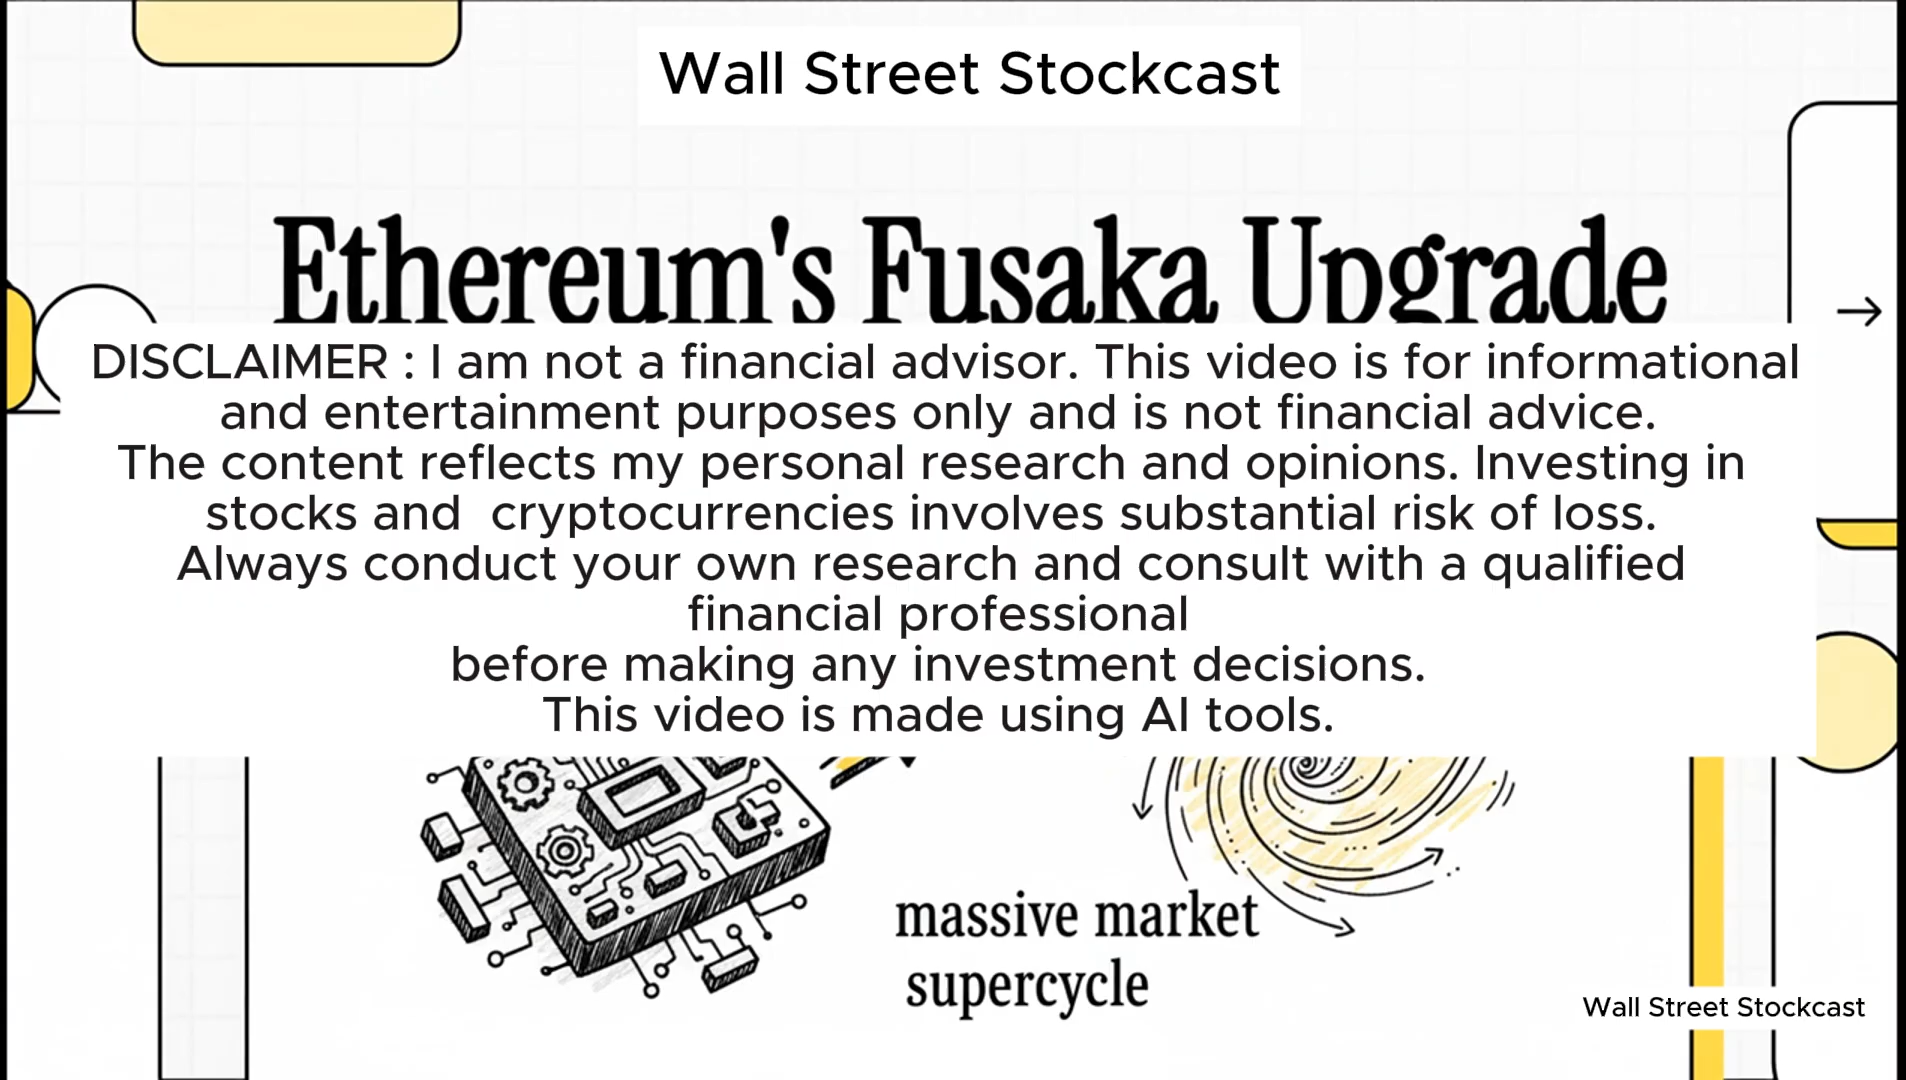 Wall Street Stockcast
Ethereum's Fusaka Upgrade
DISCLAIMER : I am not a financial advisor. This video is for informational
and entertainment purposes only and is not financial advice.
The content reflects my personal research and opinions. Investing in
stocks and  cryptocurrencies involves substantial risk of loss.
Always conduct your own research and consult with a qualified
financial professional
before making any investment decisions.
This video is made using AI tools.
massive market
supercycle
Wall Street Stockcast